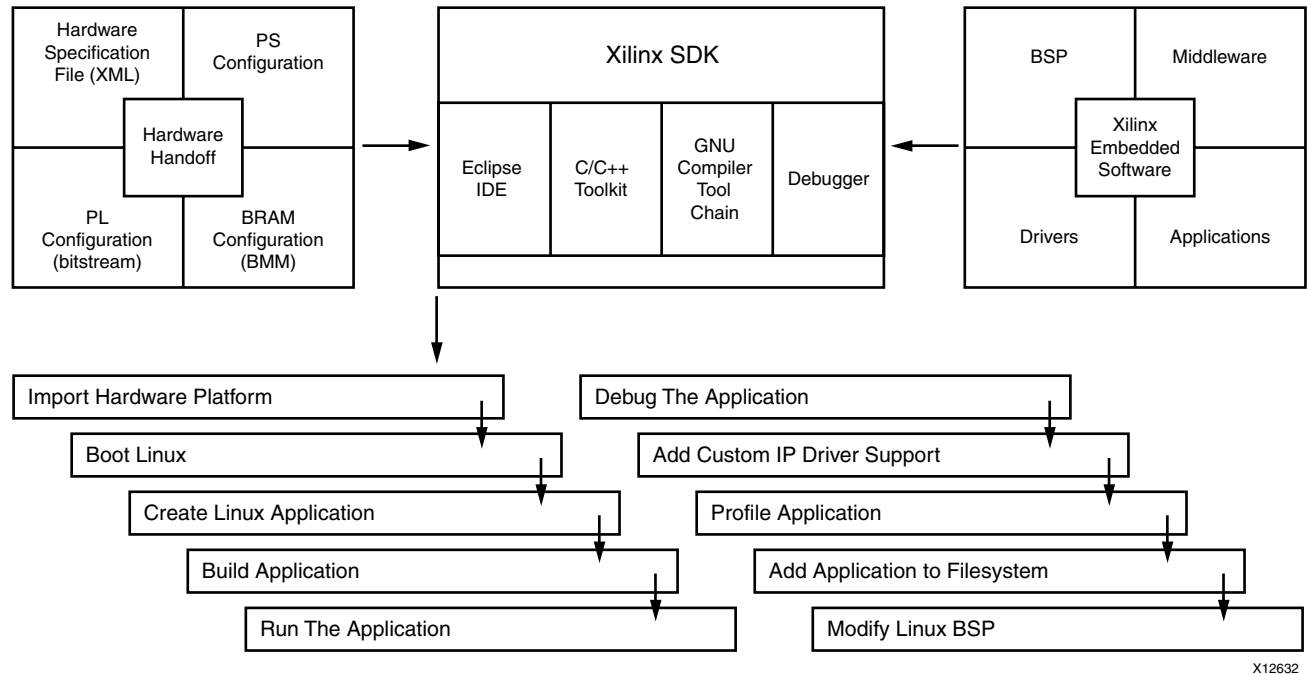 Hardware
Specification
File (XML)
PS
Configuration
Hardware
Handoff
PL
Configuration
(bitstream)
BRAM
Configuration
(BMM)
Xilinx SDK
Eclipse
IDE
C/C++
Toolkit
GNU
Compiler
Tool
Chain
Debugger
BSP
Middleware
Xilinx
Embedded
Software
Drivers
Applications
Import Hardware Platform
Boot Linux
Create Linux Application
Build Application
Run The Application
Debug The Application
Add Custom IP Driver Support
Profile Application
Add Application to Filesystem
Modify Linux BSP
X12632